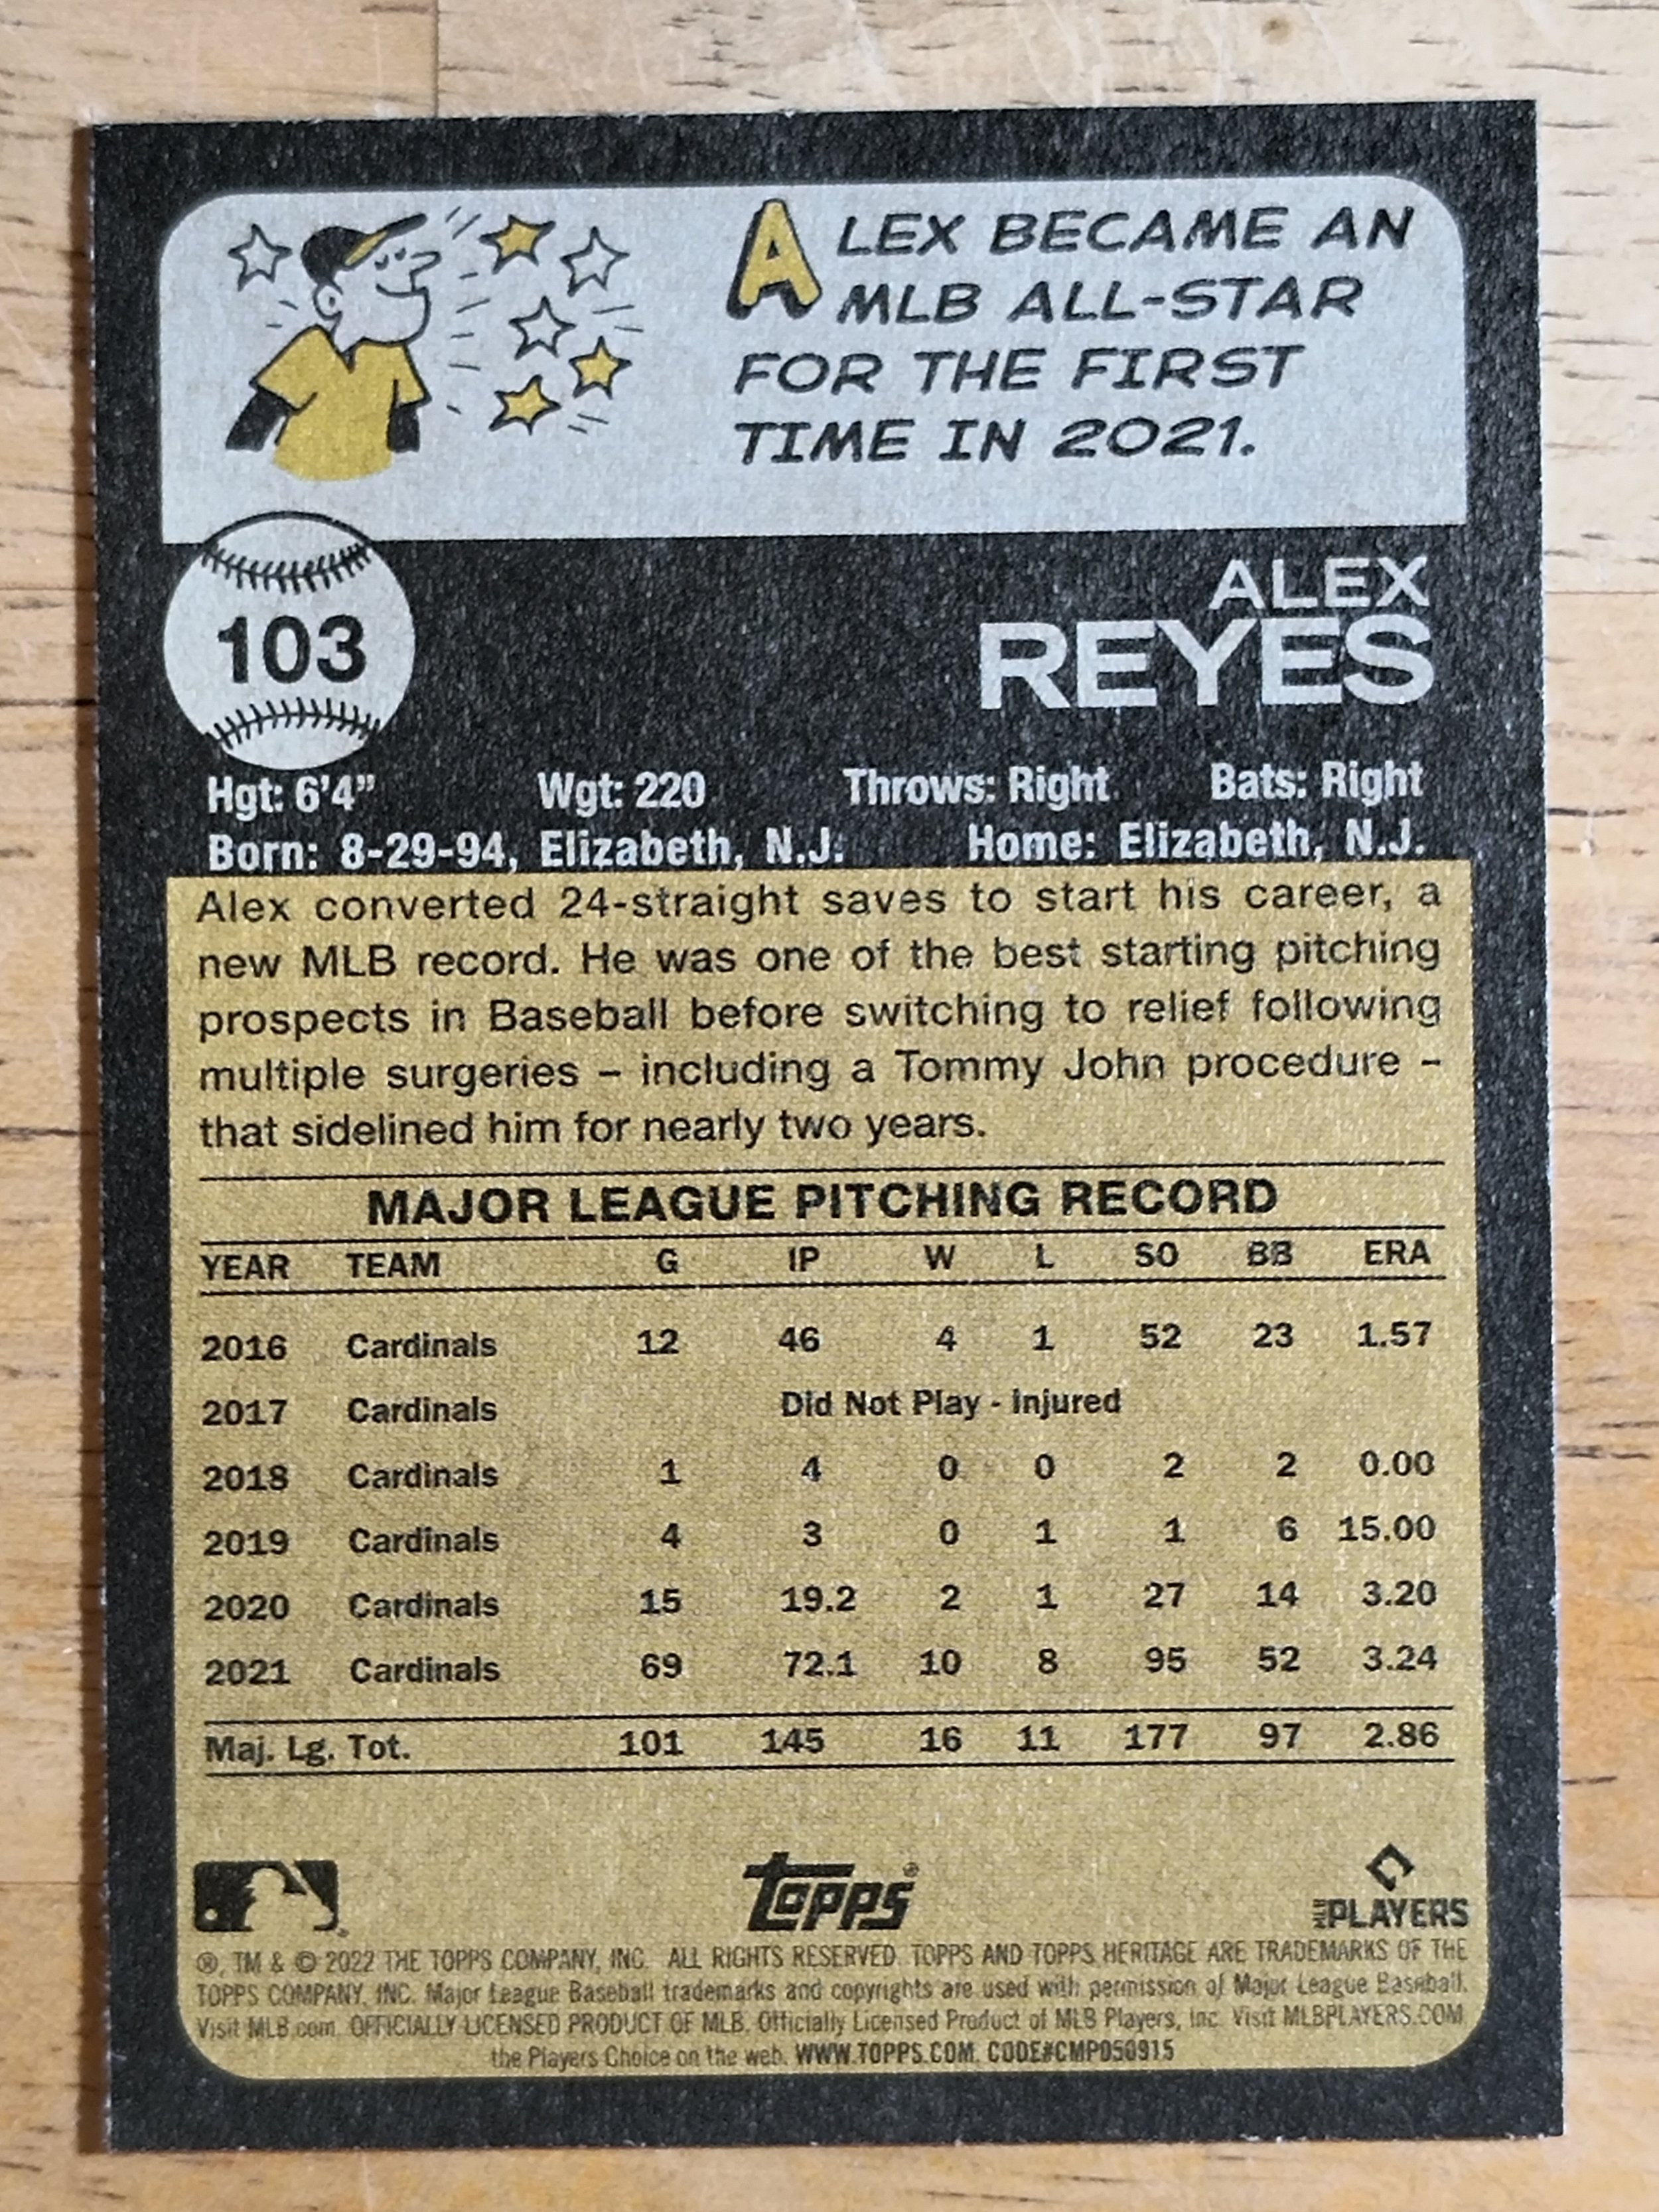 ALEX BECAME AN
MLB ALL-STAR
FOR THE FIRST
TIME IN 2021.
103
ALEX
REYES
Hgt: 6'4" Wgt: 220 Throws: Right Bats: Right
Born: 8-29-94, Elizabeth, N.J. Home: Elizabeth, N.J.
Alex converted 24-straight saves to start his career, a
new MLB record. He was one of the best starting pitching
prospects in Baseball before switching to relief following
multiple surgeries – including a Tommy John procedure –
that sidelined him for nearly two years.
MAJOR LEAGUE PITCHING RECORD
YEAR TEAM G IP W L SO BB ERA
2016 Cardinals 12 46 4 1 52 23 1.57
2017 Cardinals Did Not Play - Injured
2018 Cardinals 1 4 0 0 2 2 0.00
2019 Cardinals 4 3 0 1 1 6 15.00
2020 Cardinals 15 19.2 2 1 27 14 3.20
2021 Cardinals 69 72.1 10 8 95 52 3.24
Maj. Lg. Tot. 101 145 16 11 177 97 2.86
topps®
MLB PLAYERS
®, TM & © 2022 THE TOPPS COMPANY, INC. ALL RIGHTS RESERVED. TOPPS AND TOPPS HERITAGE ARE TRADEMARKS OF THE
TOPPS COMPANY, INC. Major League Baseball trademarks and copyrights are used with permission of Major League Baseball.
Visit MLB.com. OFFICIALLY LICENSED PRODUCT OF MLB. Officially Licensed Product of MLB Players, Inc. Visit MLBPLAYERS.COM
the Players Choice on the web. WWW.TOPPS.COM. CODE#CMP050915